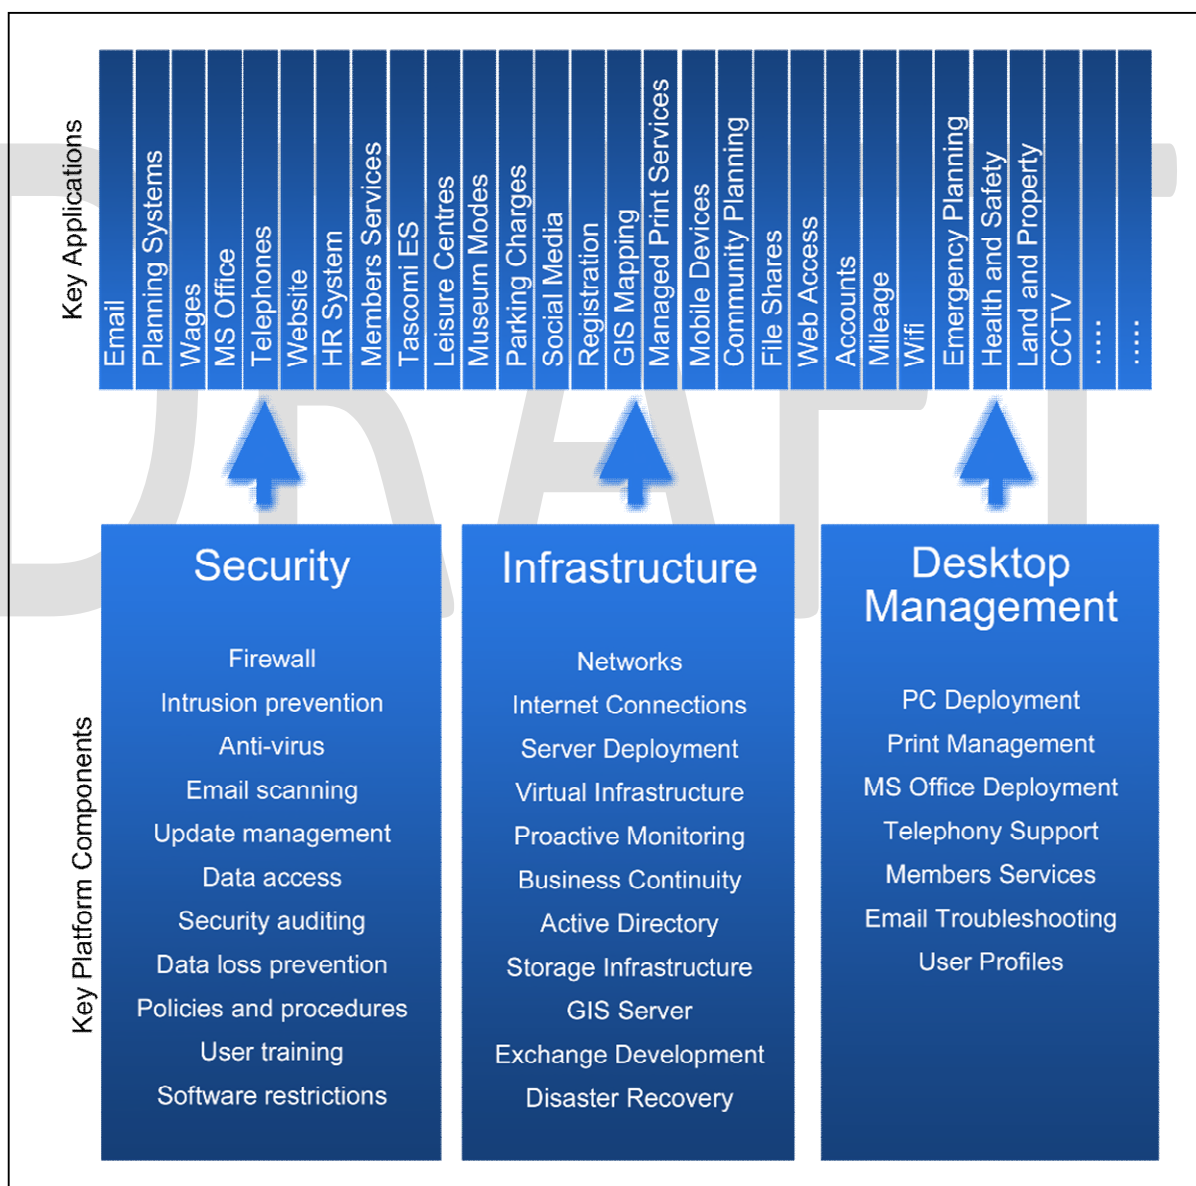 DRAFT
Key Applications
Email
Planning Systems
Wages
MS Office
Telephones
Website
HR System
Members Services
Tascomi ES
Leisure Centres
Museum Modes
Parking Charges
Social Media
Registration
GIS Mapping
Managed Print Services
Mobile Devices
Community Planning
File Shares
Web Access
Accounts
Mileage
Wifi
Emergency Planning
Health and Safety
Land and Property
CCTV
.....
.....
Key Platform Components
Security
Firewall
Intrusion prevention
Anti-virus
Email scanning
Update management
Data access
Security auditing
Data loss prevention
Policies and procedures
User training
Software restrictions
Infrastructure
Networks
Internet Connections
Server Deployment
Virtual Infrastructure
Proactive Monitoring
Business Continuity
Active Directory
Storage Infrastructure
GIS Server
Exchange Development
Disaster Recovery
Desktop
Management
PC Deployment
Print Management
MS Office Deployment
Telephony Support
Members Services
Email Troubleshooting
User Profiles